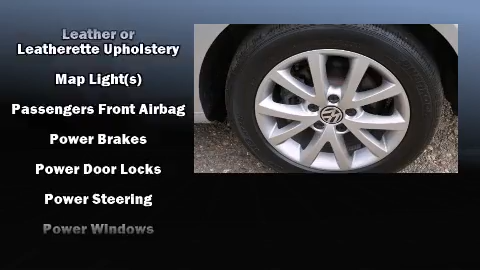 Leather or
Leatherette Upholstery
Map Light(s)
Passengers Front Airbag
Power Brakes
Power Door Locks
Power Steering
Power Windows